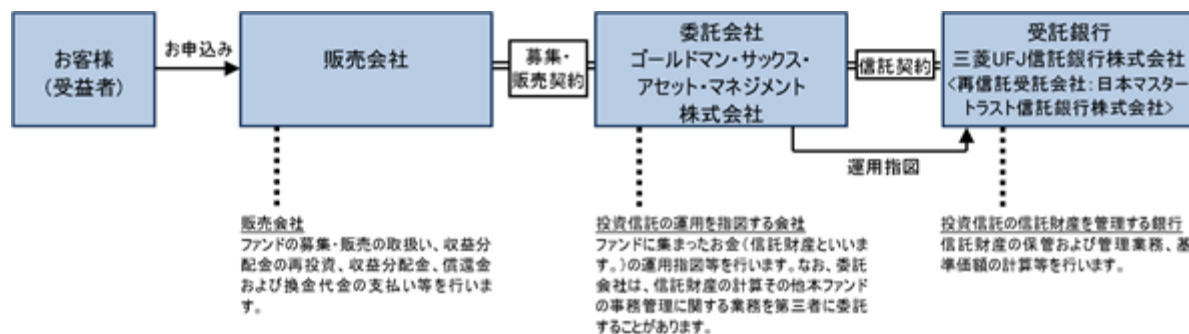 お客様
(受益者)
お申込み
販売会社
募集・
販売契約
委託会社
ゴールドマン・サックス・
アセット・マネジメント
株式会社
信託契約
受託銀行
三菱UFJ信託銀行株式会社
<再信託受託会社:日本マスター
トラスト信託銀行株式会社>
運用指図
販売会社
ファンドの募集・販売の取扱い、収益分
配金の再投資、収益分配金、償還金
および換金代金の支払い等を行いま
す。
投資信託の運用を指図する会社
ファンドに集まったお金(信託財産といいま
す。)の運用指図等を行います。なお、委託
会社は、信託財産の計算その他本ファンド
の事務管理に関する業務を第三者に委託
することがあります。
投資信託の信託財産を管理する銀行
信託財産の保管および管理業務、基
準価額の計算等を行います。